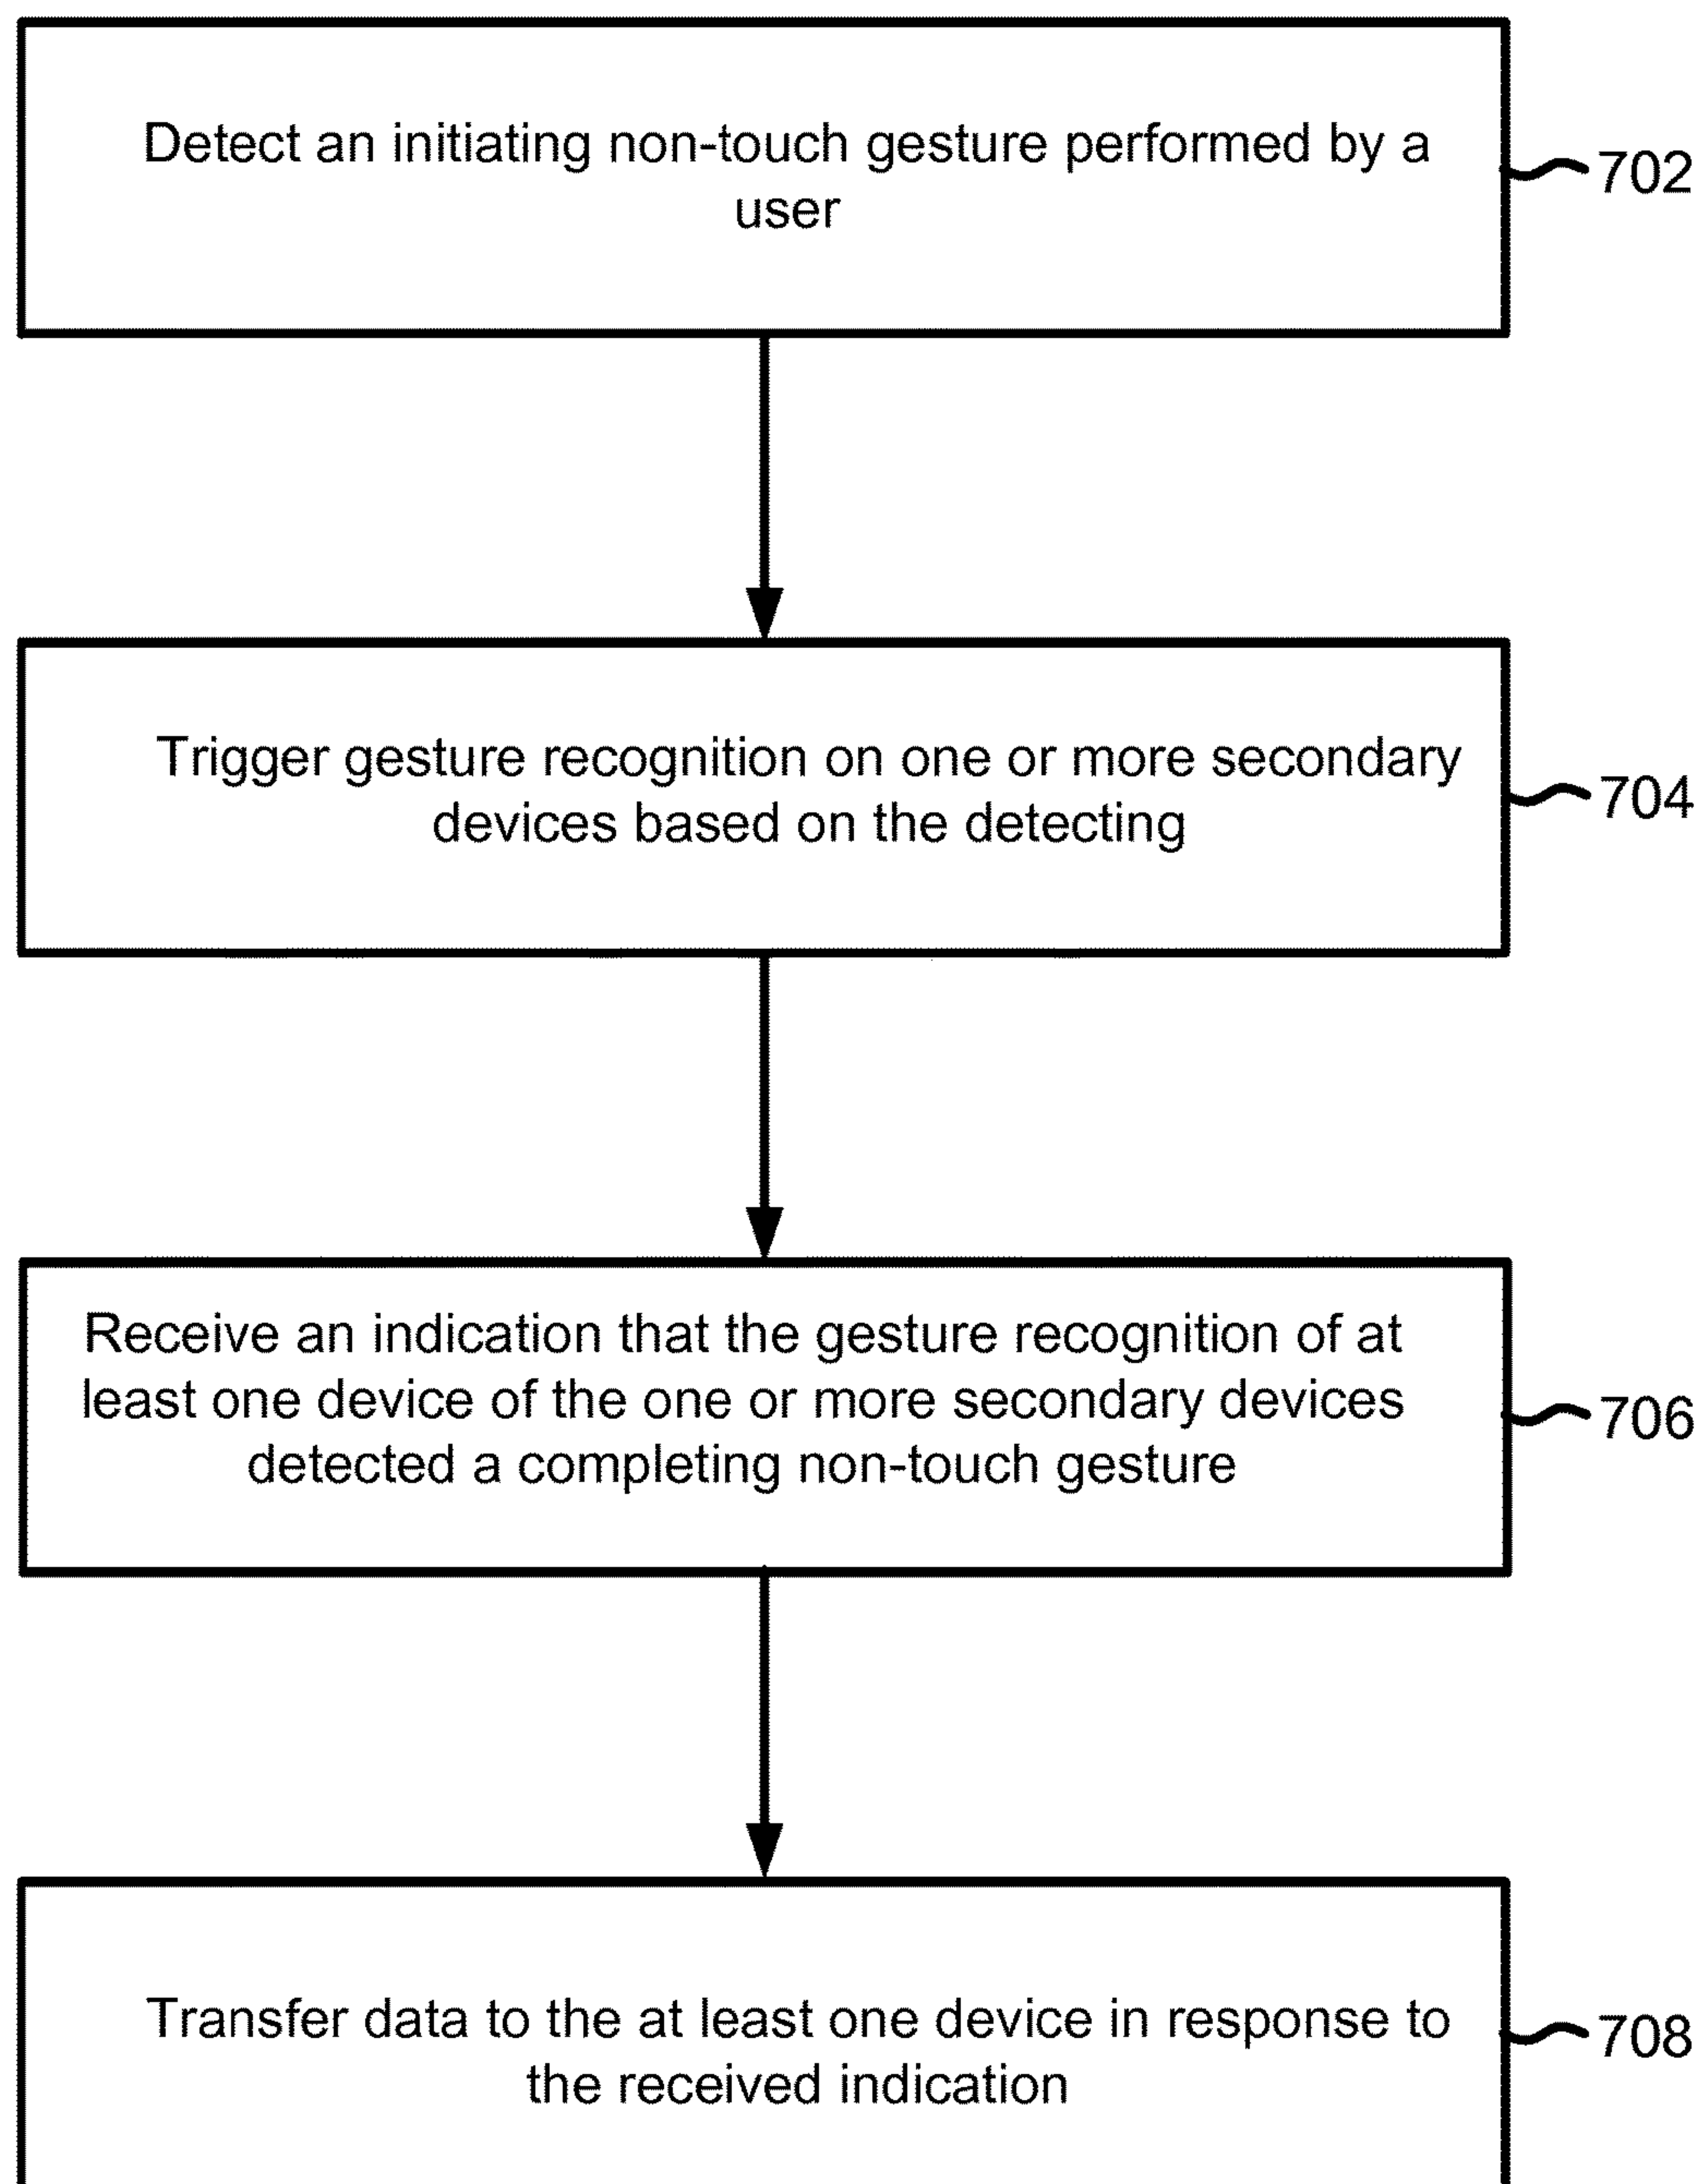 Detect an initiating non-touch gesture performed by a
user
702
Trigger gesture recognition on one or more secondary
devices based on the detecting
704
Receive an indication that the gesture recognition of at
least one device of the one or more secondary devices
detected a completing non-touch gesture
706
Transfer data to the at least one device in response to
the received indication
708